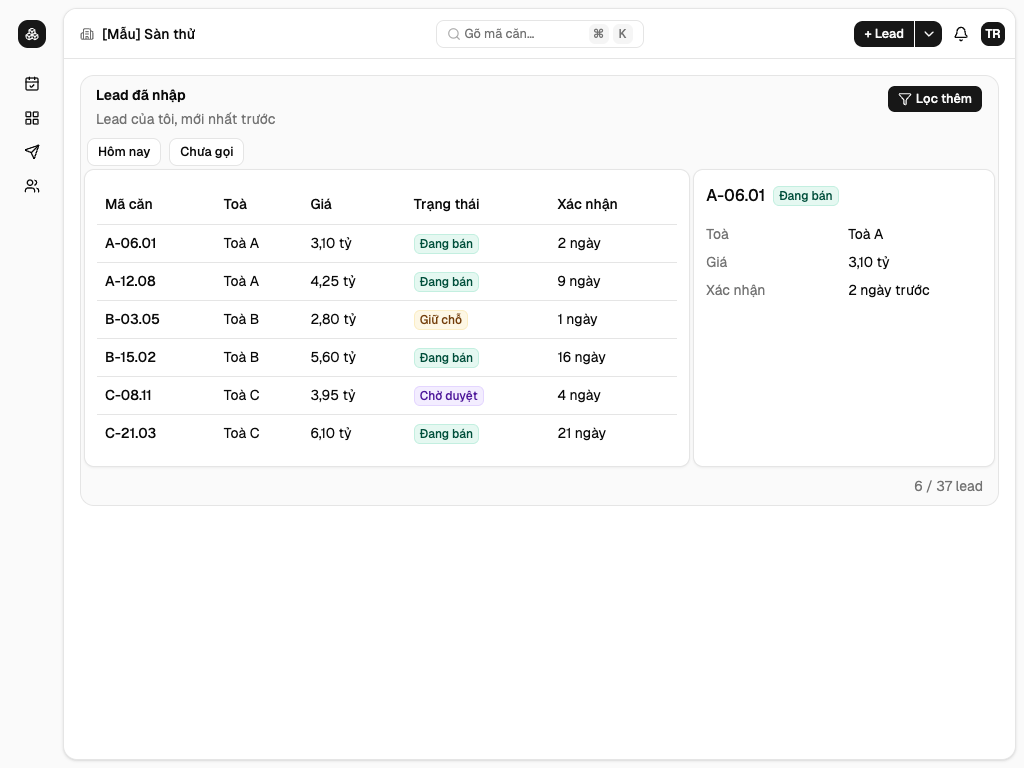 [Mẫu] Sàn thử
Gõ mã căn... ⌘ K
+ Lead
TR
Lead đã nhập
Lead của tôi, mới nhất trước
Lọc thêm
Hôm nay Chưa gọi
Mã căn Toà Giá Trạng thái Xác nhận
A-06.01 Toà A 3,10 tỷ Đang bán 2 ngày
A-12.08 Toà A 4,25 tỷ Đang bán 9 ngày
B-03.05 Toà B 2,80 tỷ Giữ chỗ 1 ngày
B-15.02 Toà B 5,60 tỷ Đang bán 16 ngày
C-08.11 Toà C 3,95 tỷ Chờ duyệt 4 ngày
C-21.03 Toà C 6,10 tỷ Đang bán 21 ngày
A-06.01 Đang bán
Toà Toà A
Giá 3,10 tỷ
Xác nhận 2 ngày trước
6 / 37 lead